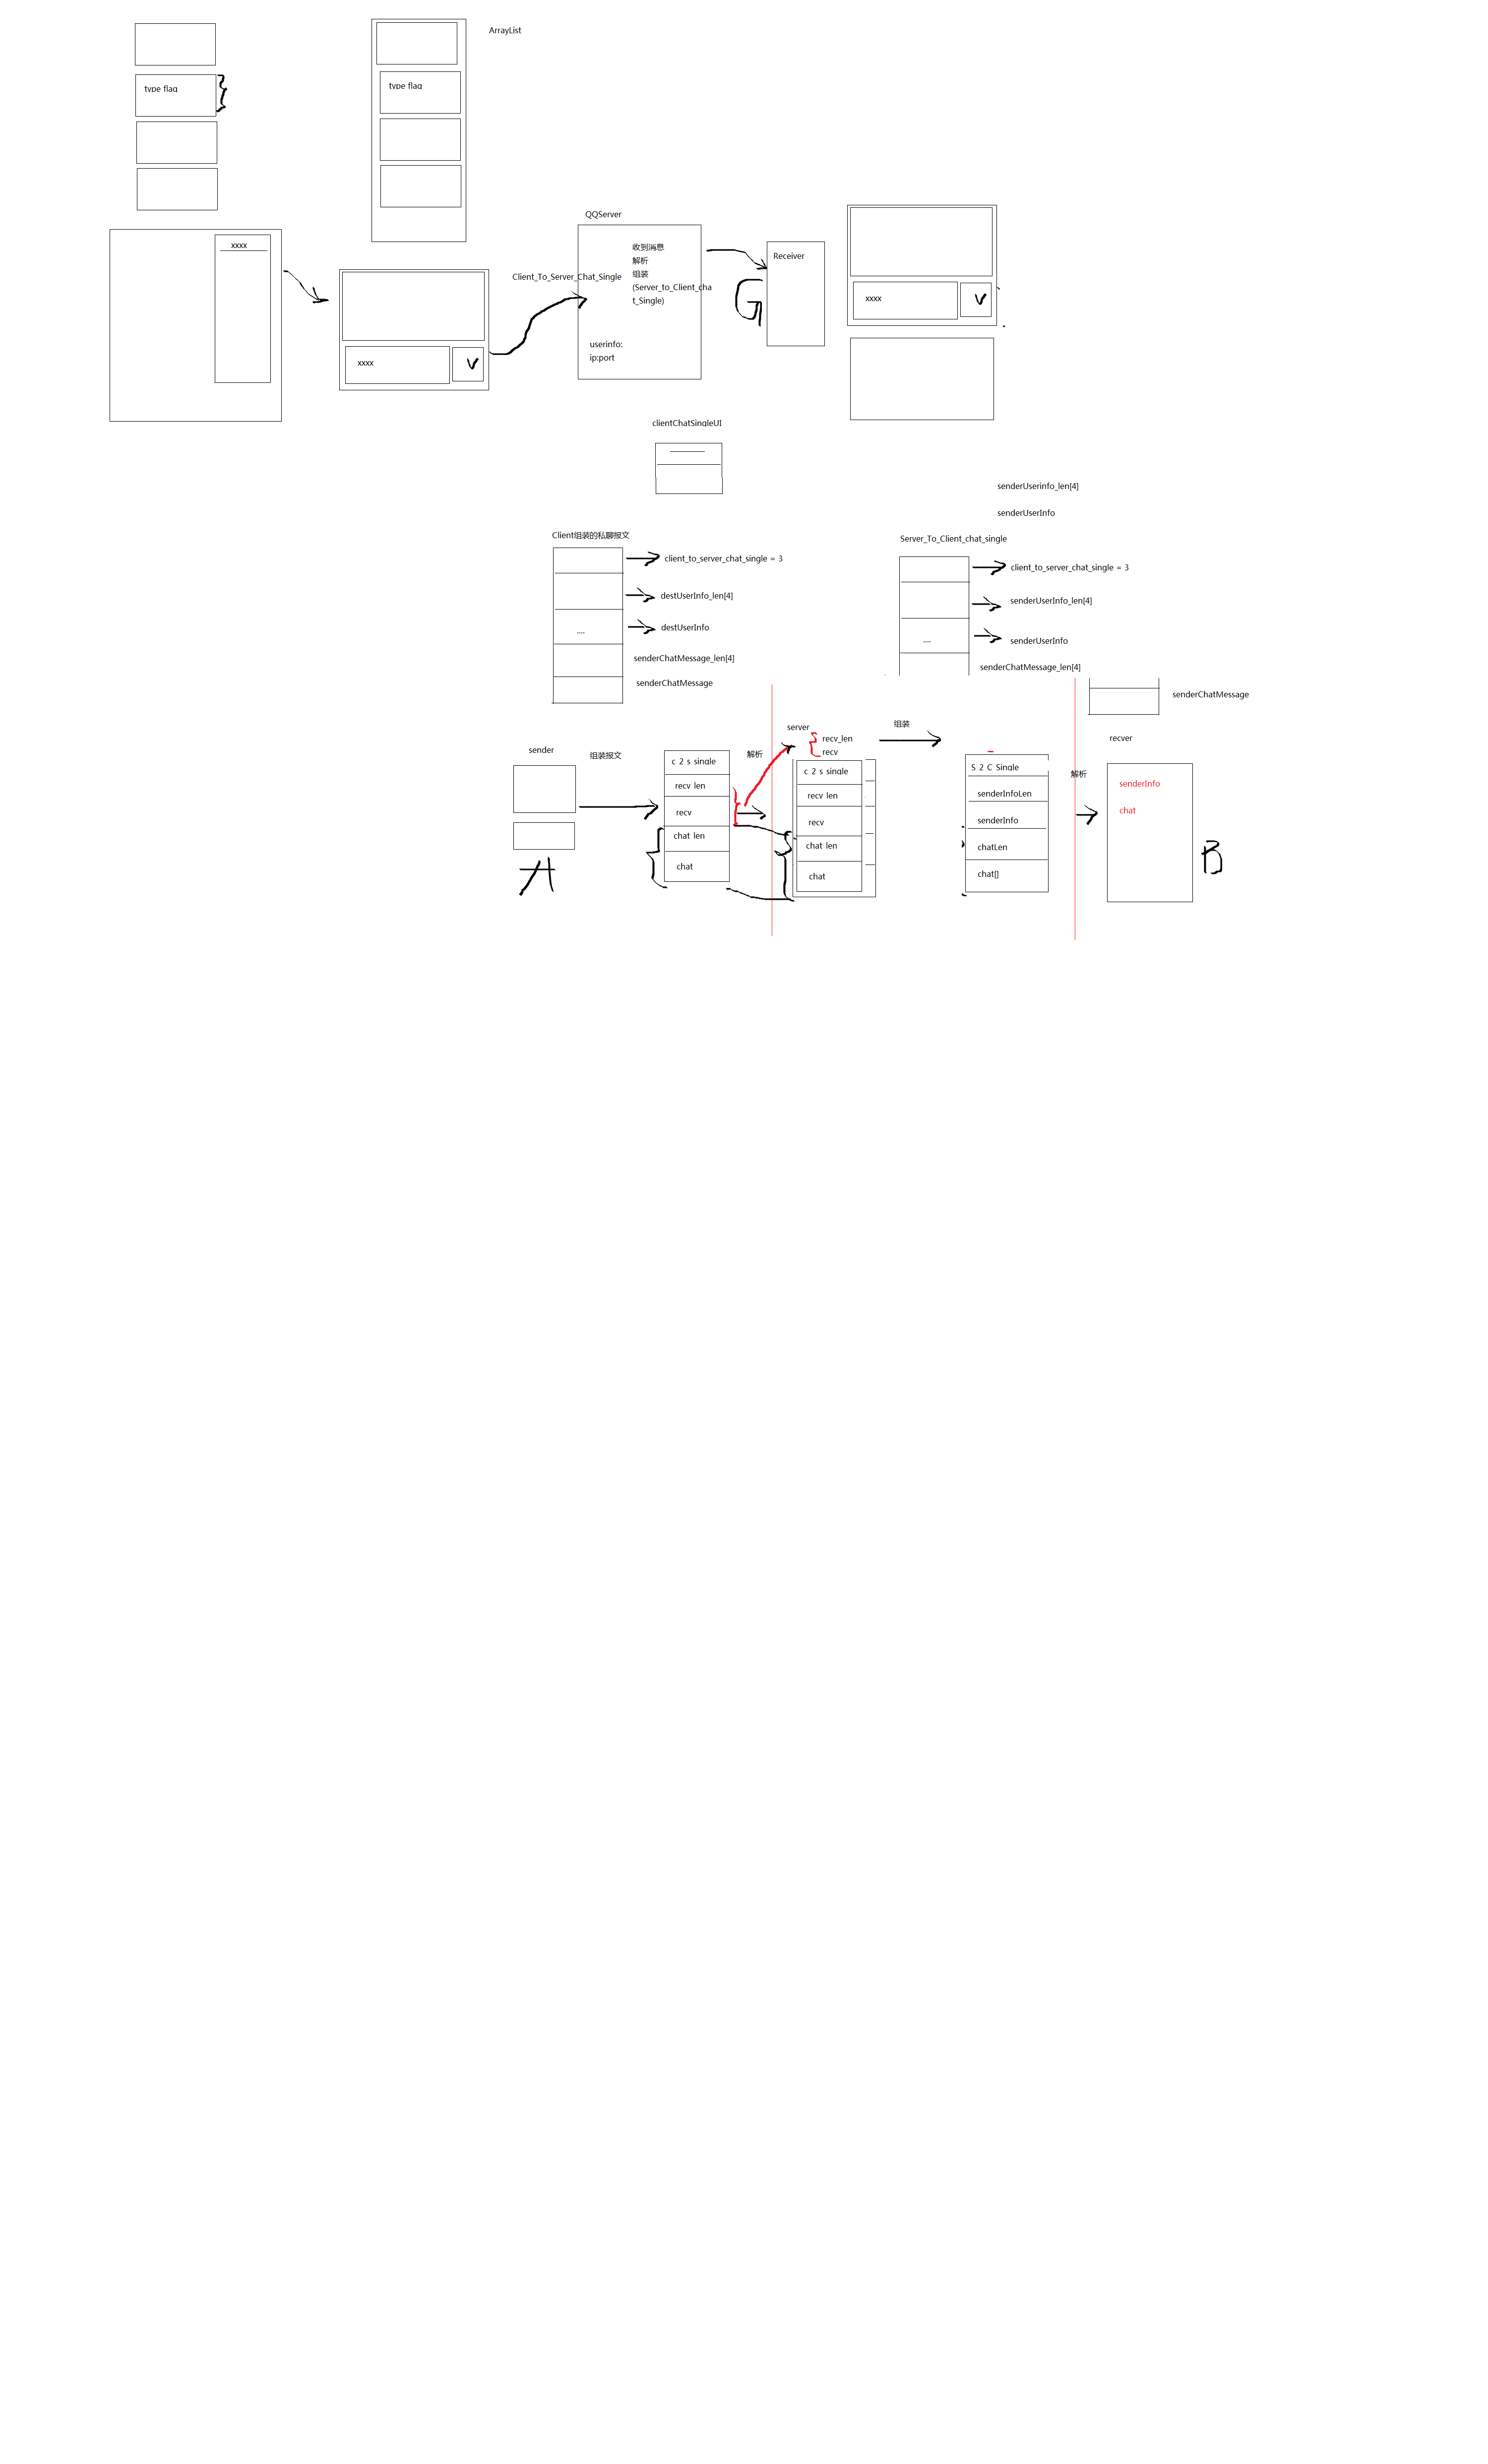 ArrayList
type flag
type flag
QQServer
xxxx
收到消息
解析
组装
(Server_to_Client_cha
t_Single)
Receiver
Client_To_Server_Chat_Single
xxxx
V
userinfo:
ip:port
xxxx
V
clientChatSingleUI
senderUserinfo_len[4]
senderUserInfo
Client组装的私聊报文
Server_To_Client_chat_single
client_to_server_chat_single = 3
client_to_server_chat_single = 3
destUserInfo_len[4]
senderUserInfo_len[4]
....
destUserInfo
....
senderUserInfo
senderChatMessage_len[4]
senderChatMessage_len[4]
senderChatMessage
senderChatMessage
sender
组装报文
解析
server
recv_len
recv
组装
recver
c 2 s single
recv len
recv
chat len
chat
c 2 s single
recv len
recv
chat len
chat
S 2 C Single
senderInfoLen
senderInfo
chatLen
chat[]
解析
senderInfo
chat
A
B